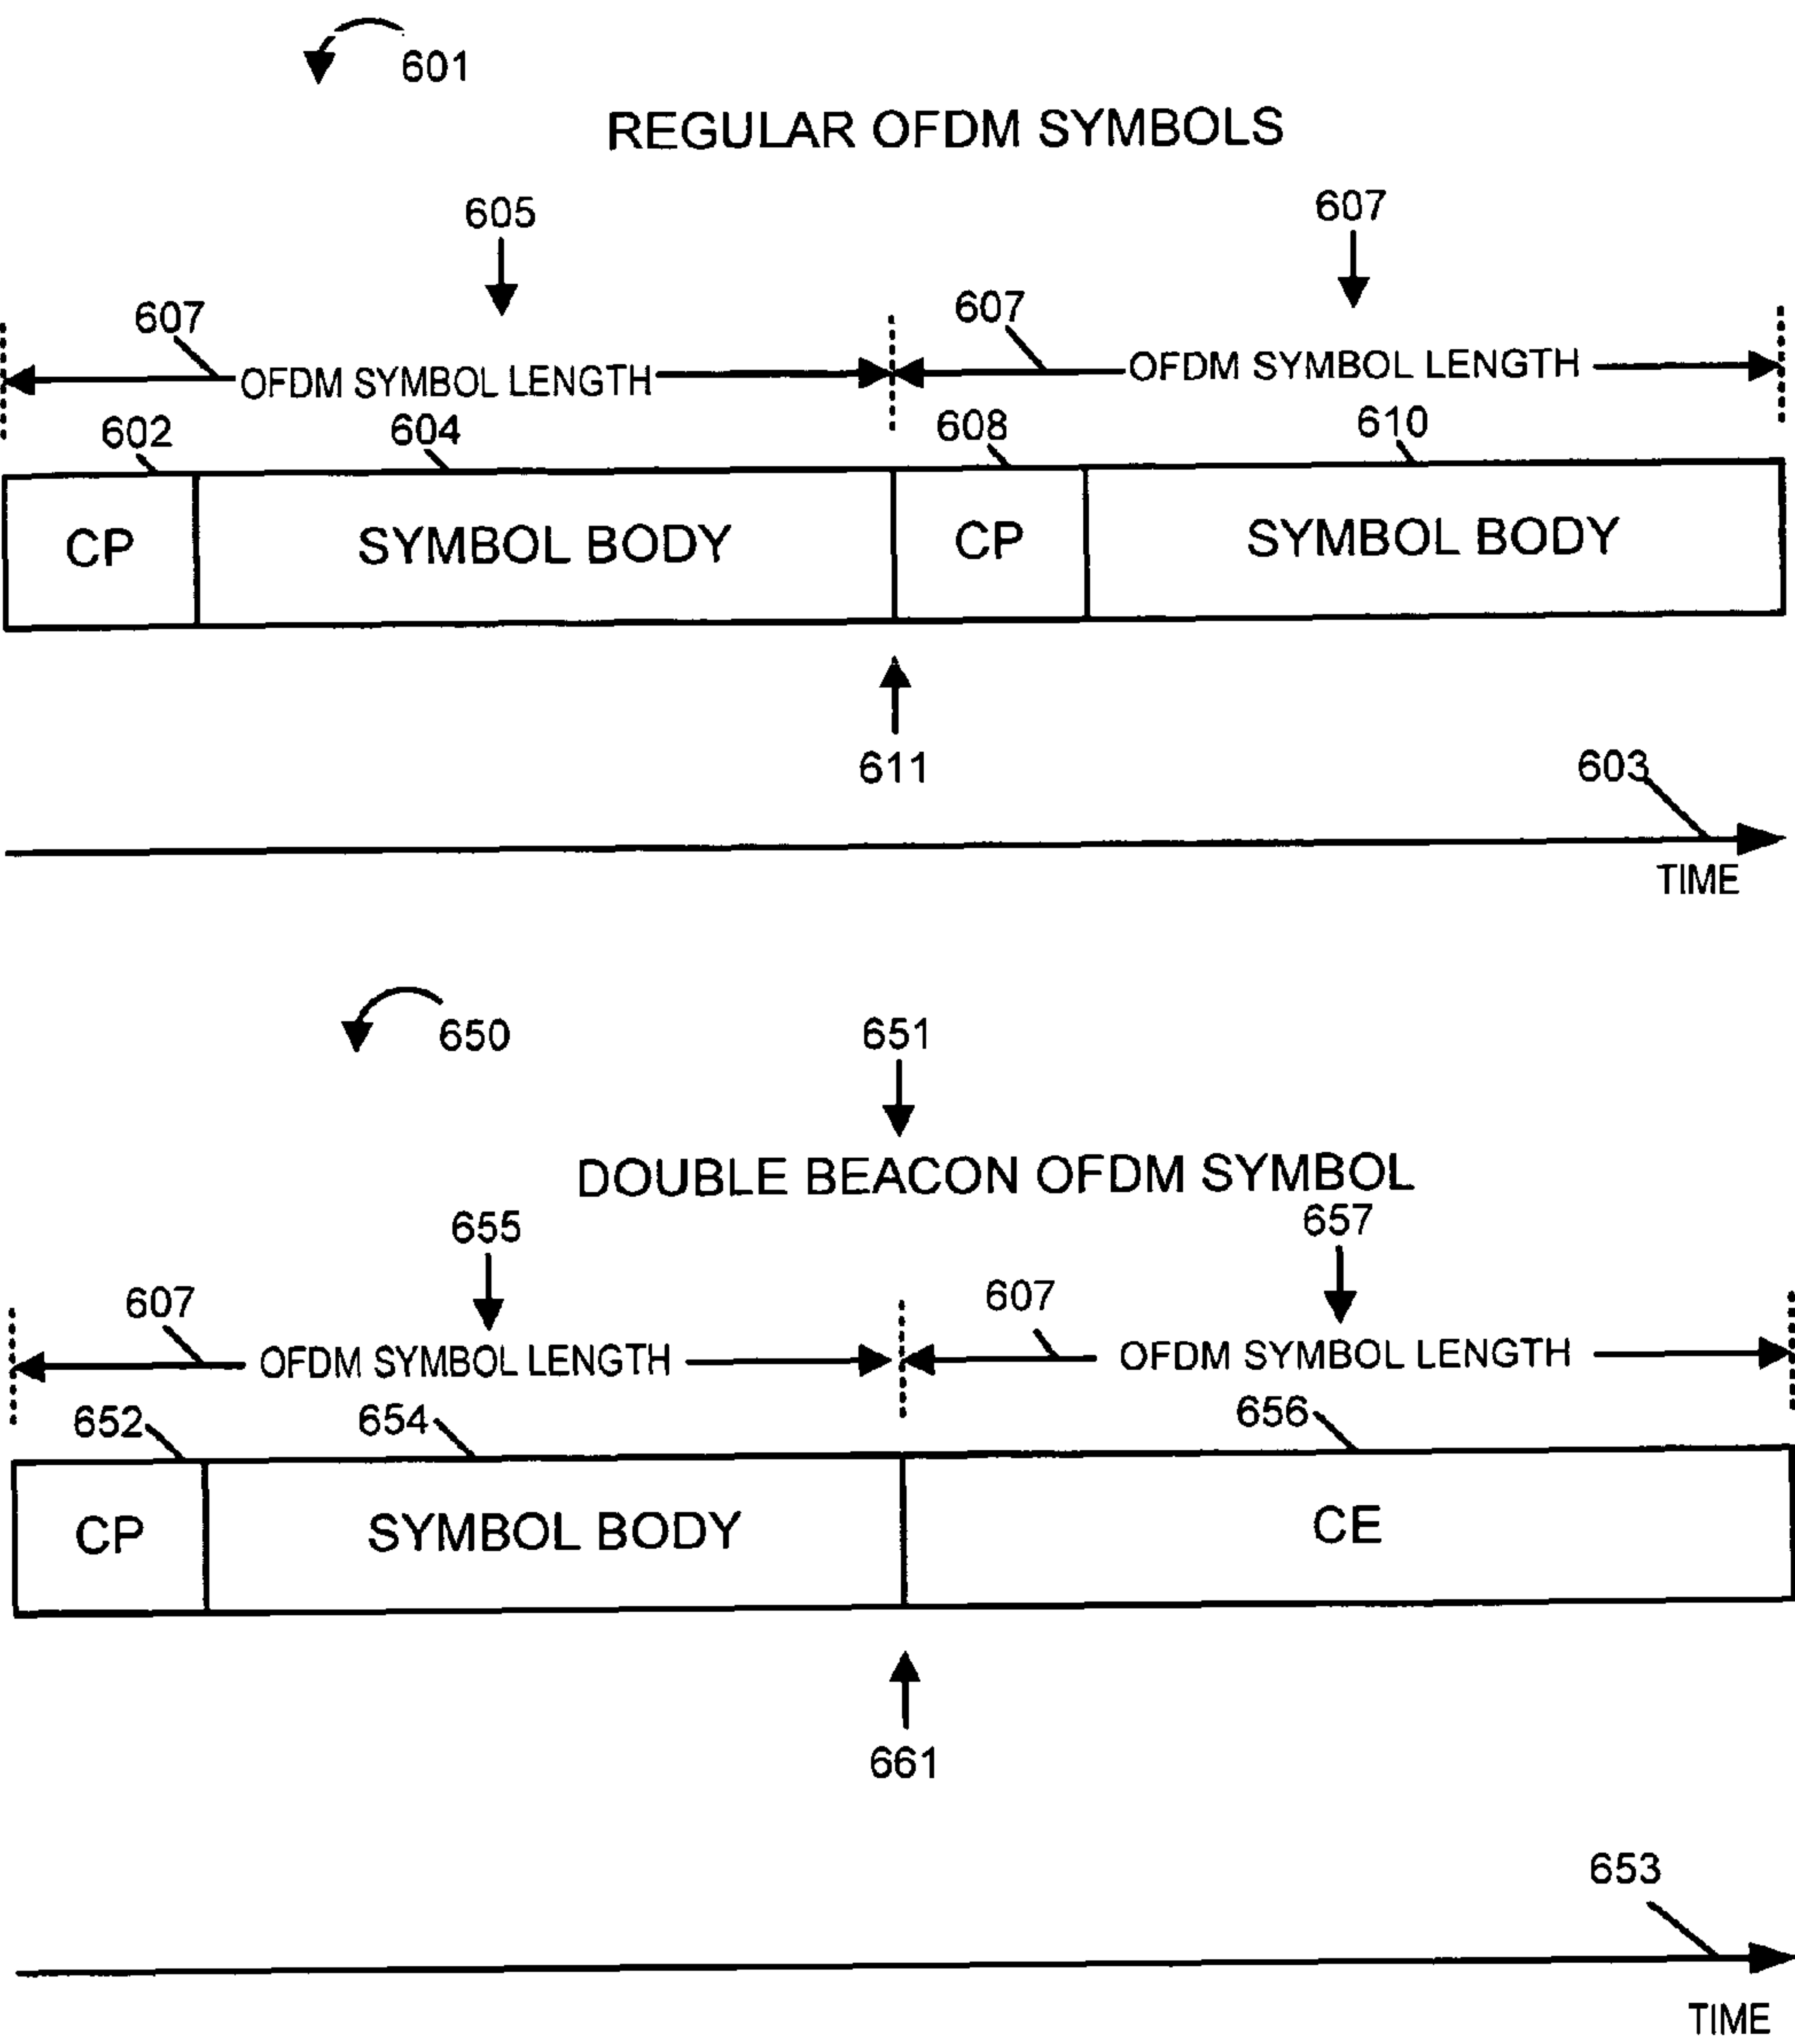 601
REGULAR OFDM SYMBOLS
605 607
607 607
OFDM SYMBOL LENGTH OFDM SYMBOL LENGTH
602 604 608 610
CP SYMBOL BODY CP SYMBOL BODY
611
603
TIME
650 651
DOUBLE BEACON OFDM SYMBOL
655 657
607 607
OFDM SYMBOL LENGTH OFDM SYMBOL LENGTH
652 654 656
CP SYMBOL BODY CE
661
653
TIME